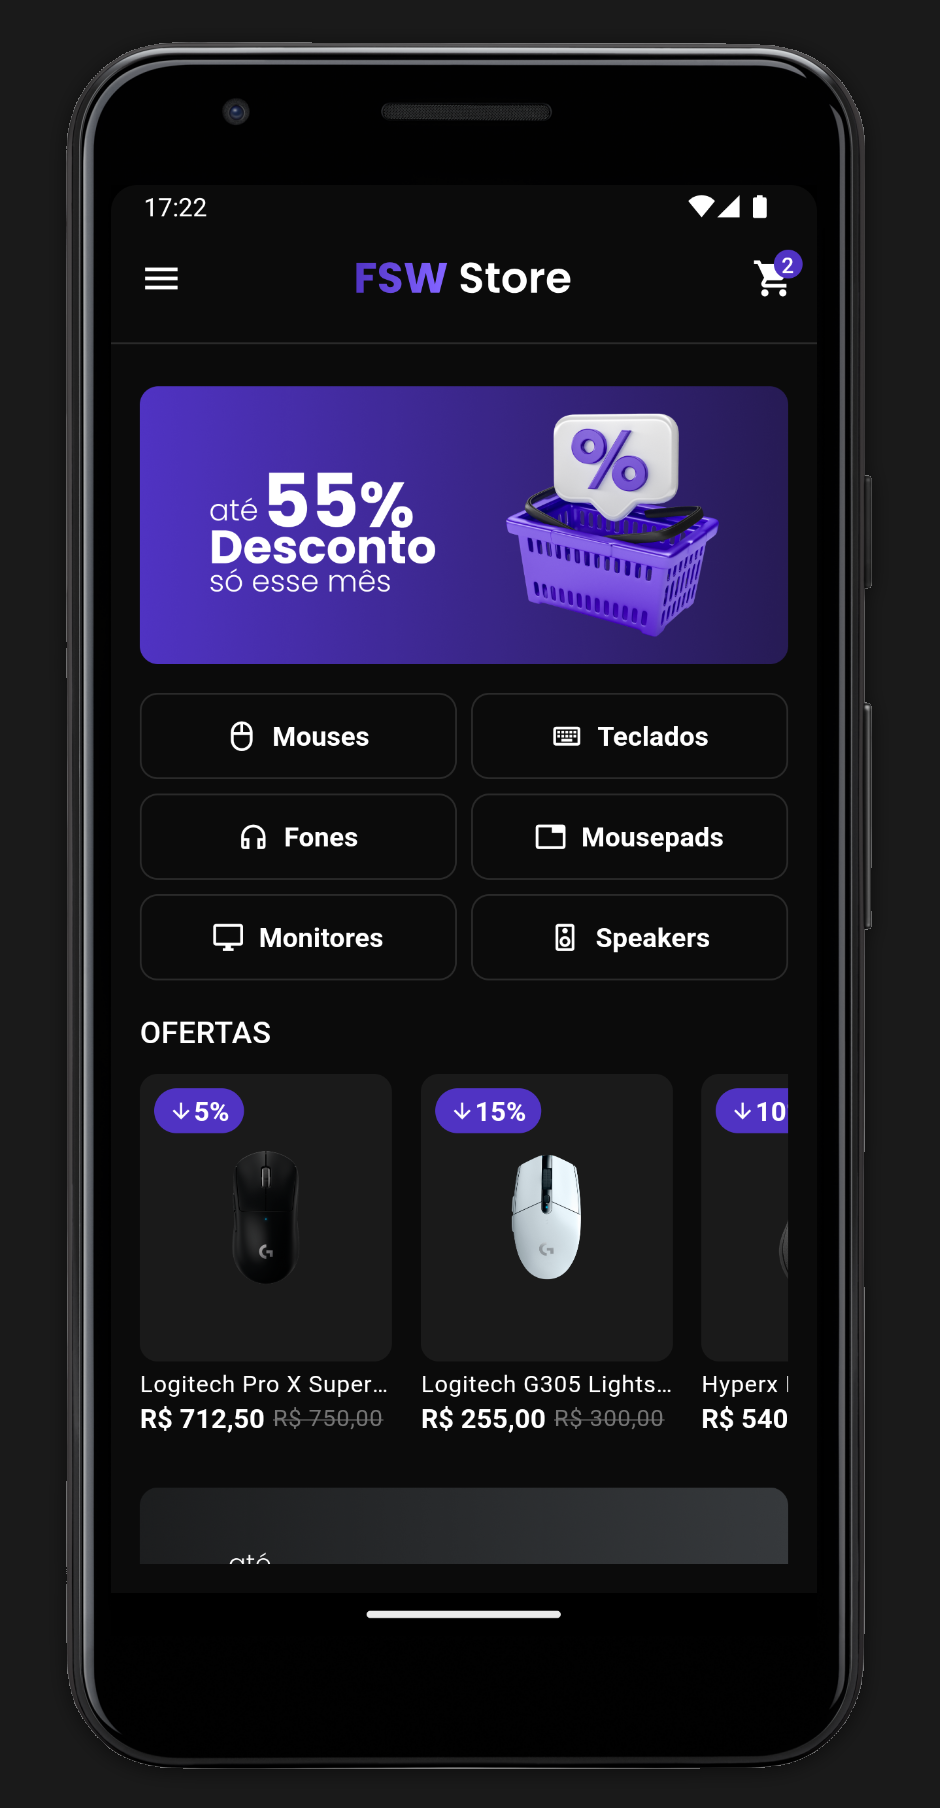 17:22
FSW Store
2
%
até 55%
Desconto
só esse mês
Mouses
Teclados
Fones
Mousepads
Monitores
Speakers
OFERTAS
5%
15%
10
Logitech Pro X Super...
Logitech G305 Lights...
Hyperx
R$ 712,50 R$ 750,00
R$ 255,00 R$ 300,00
R$ 540
até